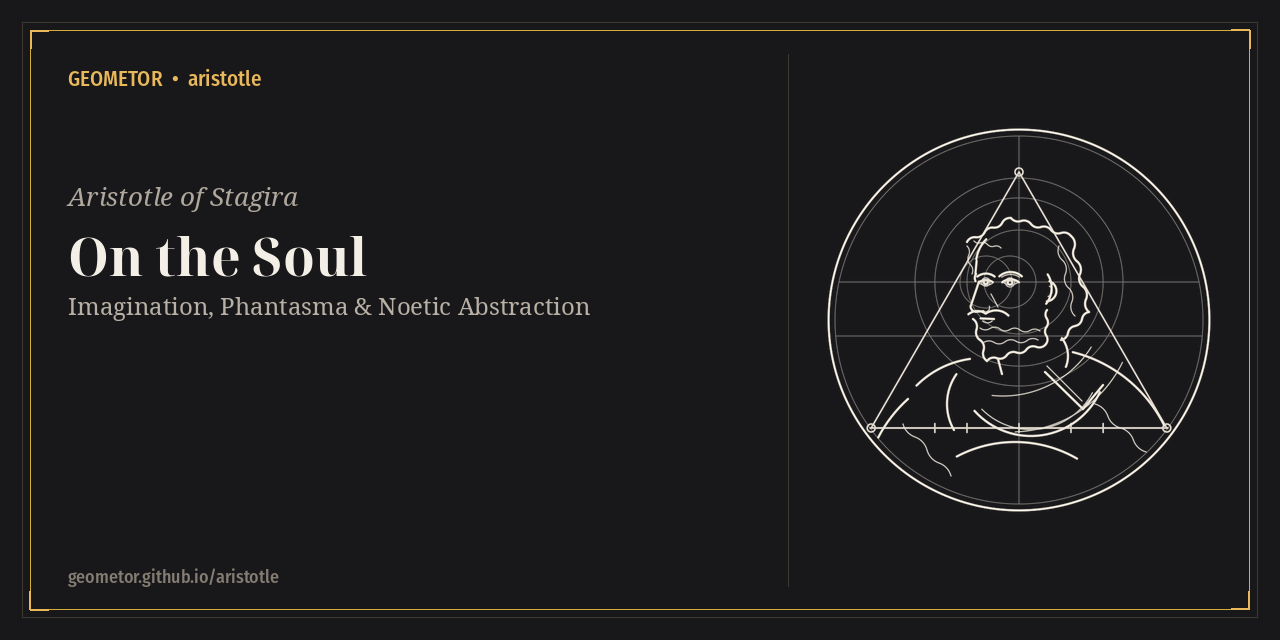 GEOMETOR • aristotle
Aristotle of Stagira
On the Soul
Imagination, Phantasma & Noetic Abstraction
geometor.github.io/aristotle